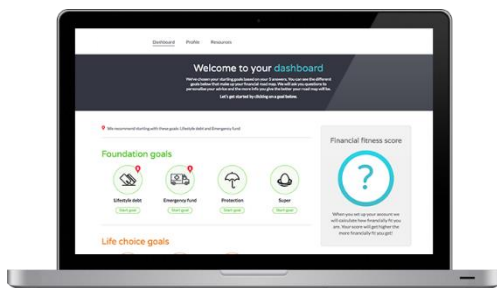 Dashboard Profile Resources
Welcome to your dashboard
We've chosen your starting goals based on your 3 answers. You can see the different
goals below that make up your financial road map. We will ask you questions to
personalise your advice and the more info you give the better your road map will be.
Let's get started by clicking on a goal below.
We recommend starting with these goals: Lifestyle debt and Emergency fund
Foundation goals
Lifestyle debt Emergency fund Protection Super
Start goal Start goal Start goal Start goal
Life choice goals
Financial fitness score
?
When you set up your account we
will calculate how financially fit you
are. Your score will get higher the
more financially fit you get!